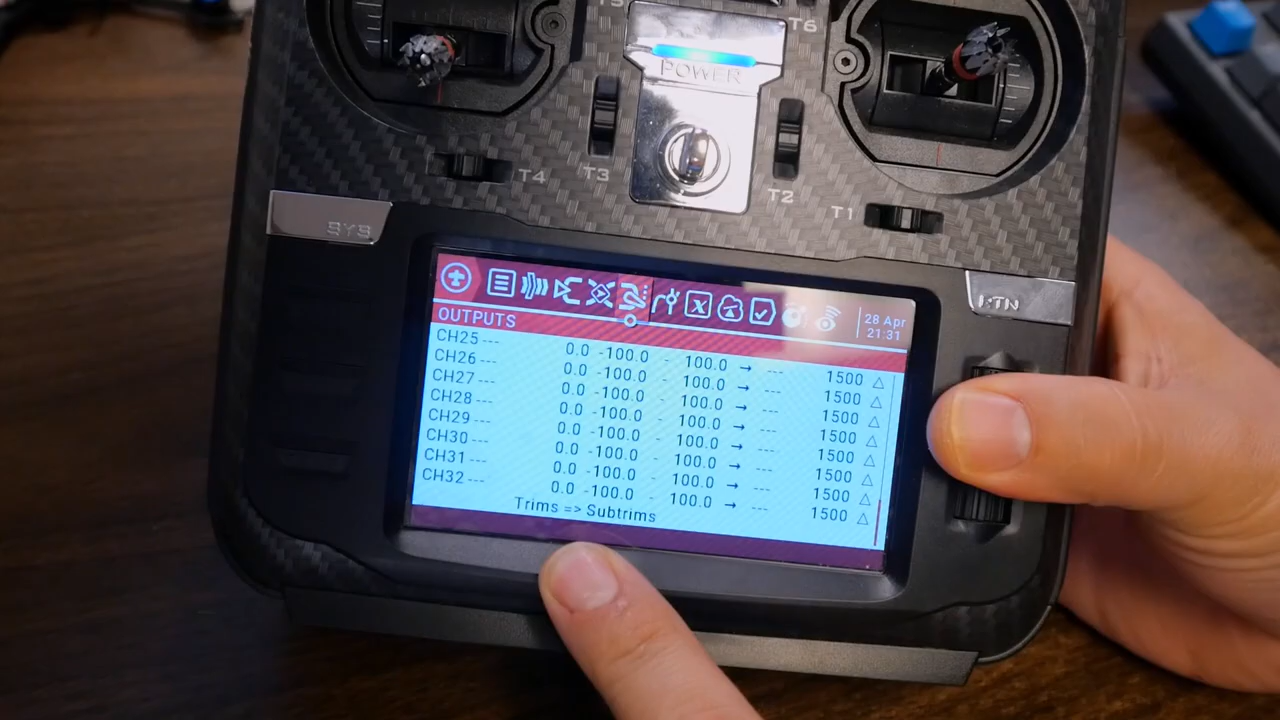 T5
T6
POWER
T4
T3
T2
T1
SYS
RTN
28 Apr
21:31
OUTPUTS
CH25 --- 0.0 -100.0 - 100.0 → --- 1500 △
CH26 --- 0.0 -100.0 - 100.0 → --- 1500 △
CH27 --- 0.0 -100.0 - 100.0 → --- 1500 △
CH28 --- 0.0 -100.0 - 100.0 → --- 1500 △
CH29 --- 0.0 -100.0 - 100.0 → --- 1500 △
CH30 --- 0.0 -100.0 - 100.0 → --- 1500 △
CH31 --- 0.0 -100.0 - 100.0 → --- 1500 △
CH32 --- 0.0 -100.0 - 100.0 → --- 1500 △
Trims => Subtrims